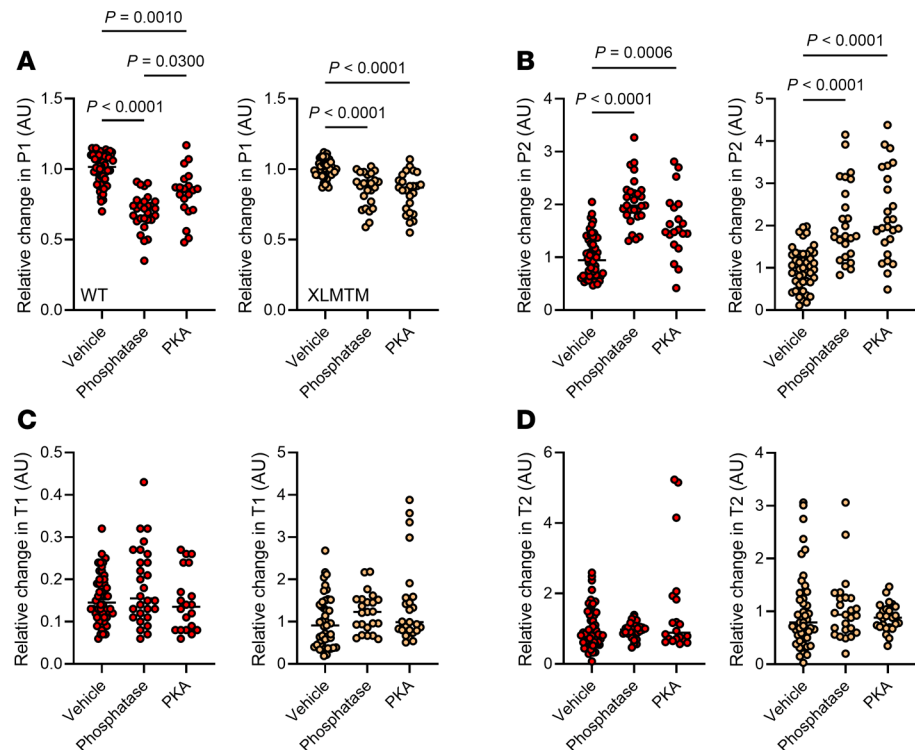 A
P = 0.0010
P = 0.0300
P < 0.0001
Relative change in P1 (AU)
1.5
1.0
0.5
0.0
WT
Vehicle
Phosphatase
PKA
P < 0.0001
P < 0.0001
Relative change in P1 (AU)
1.5
1.0
0.5
0.0
XLMTM
Vehicle
Phosphatase
PKA
B
P = 0.0006
P < 0.0001
Relative change in P2 (AU)
4
3
2
1
0
Vehicle
Phosphatase
PKA
P < 0.0001
P < 0.0001
Relative change in P2 (AU)
5
4
3
2
1
0
Vehicle
Phosphatase
PKA
C
Relative change in T1 (AU)
0.5
0.4
0.3
0.2
0.1
0.0
Vehicle
Phosphatase
PKA
Relative change in T1 (AU)
5
4
3
2
1
0
Vehicle
Phosphatase
PKA
D
Relative change in T2 (AU)
6
4
2
0
Vehicle
Phosphatase
PKA
Relative change in T2 (AU)
4
3
2
1
0
Vehicle
Phosphatase
PKA